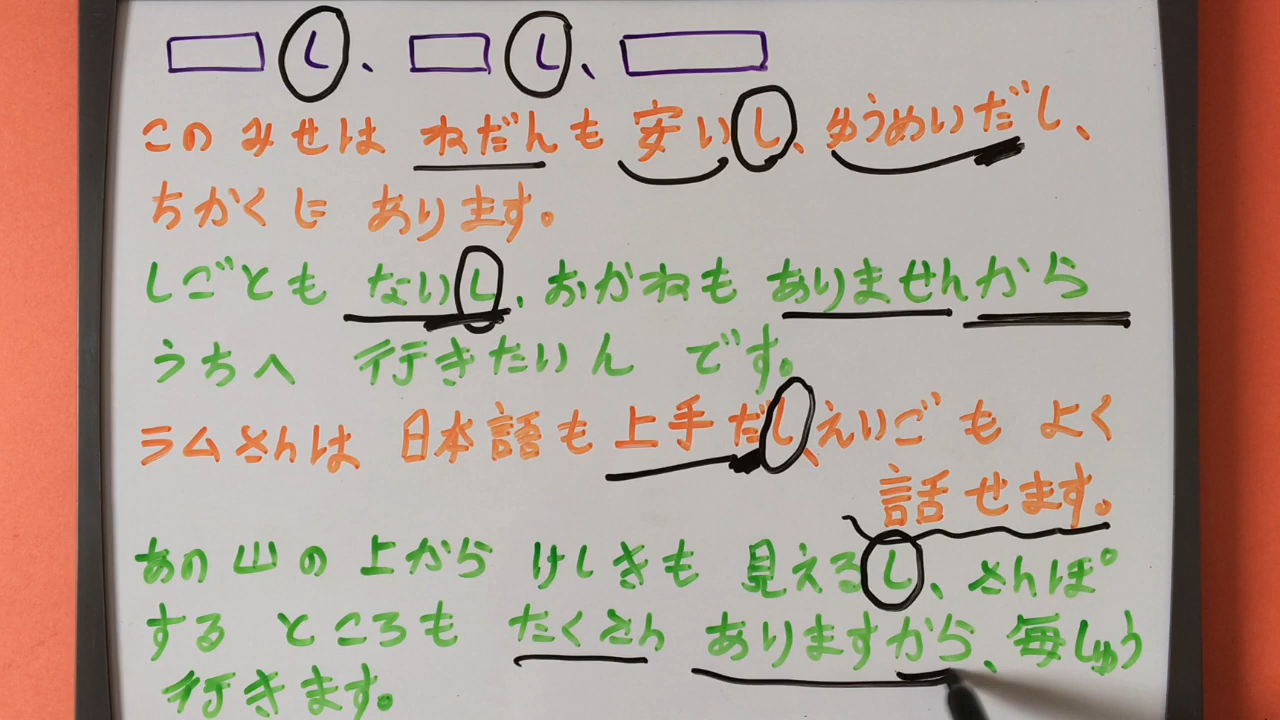 し、 し、
このみせは ねだんも 安いし、ゆうめいだし、
ちかくに あります。
しごとも ないし、おかねも ありませんから
うちへ 行きたいん です。
ラムさんは 日本語も 上手だし、えいごも よく
話せます。
あの山の上から けしきも 見えるし、さんぽ
する ところも たくさん ありますから、毎しゅう
行きます。